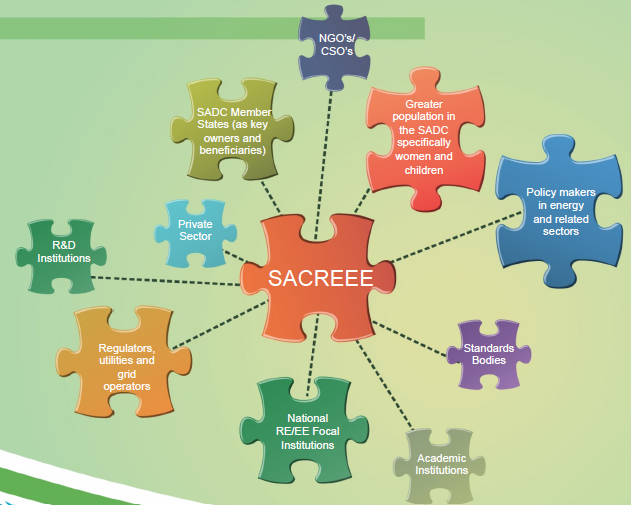 NGO's/
CSO's
SADC Member
States (as key
owners and
beneficiaries)
Greater
population in
the SADC
specifically
women and
children
Policy makers
in energy
and related
sectors
R&D
Institutions
Private
Sector
SACREEE
Regulators,
utilities and
grid
operators
Standards
Bodies
National
RE/EE Focal
Institutions
Academic
Institutions